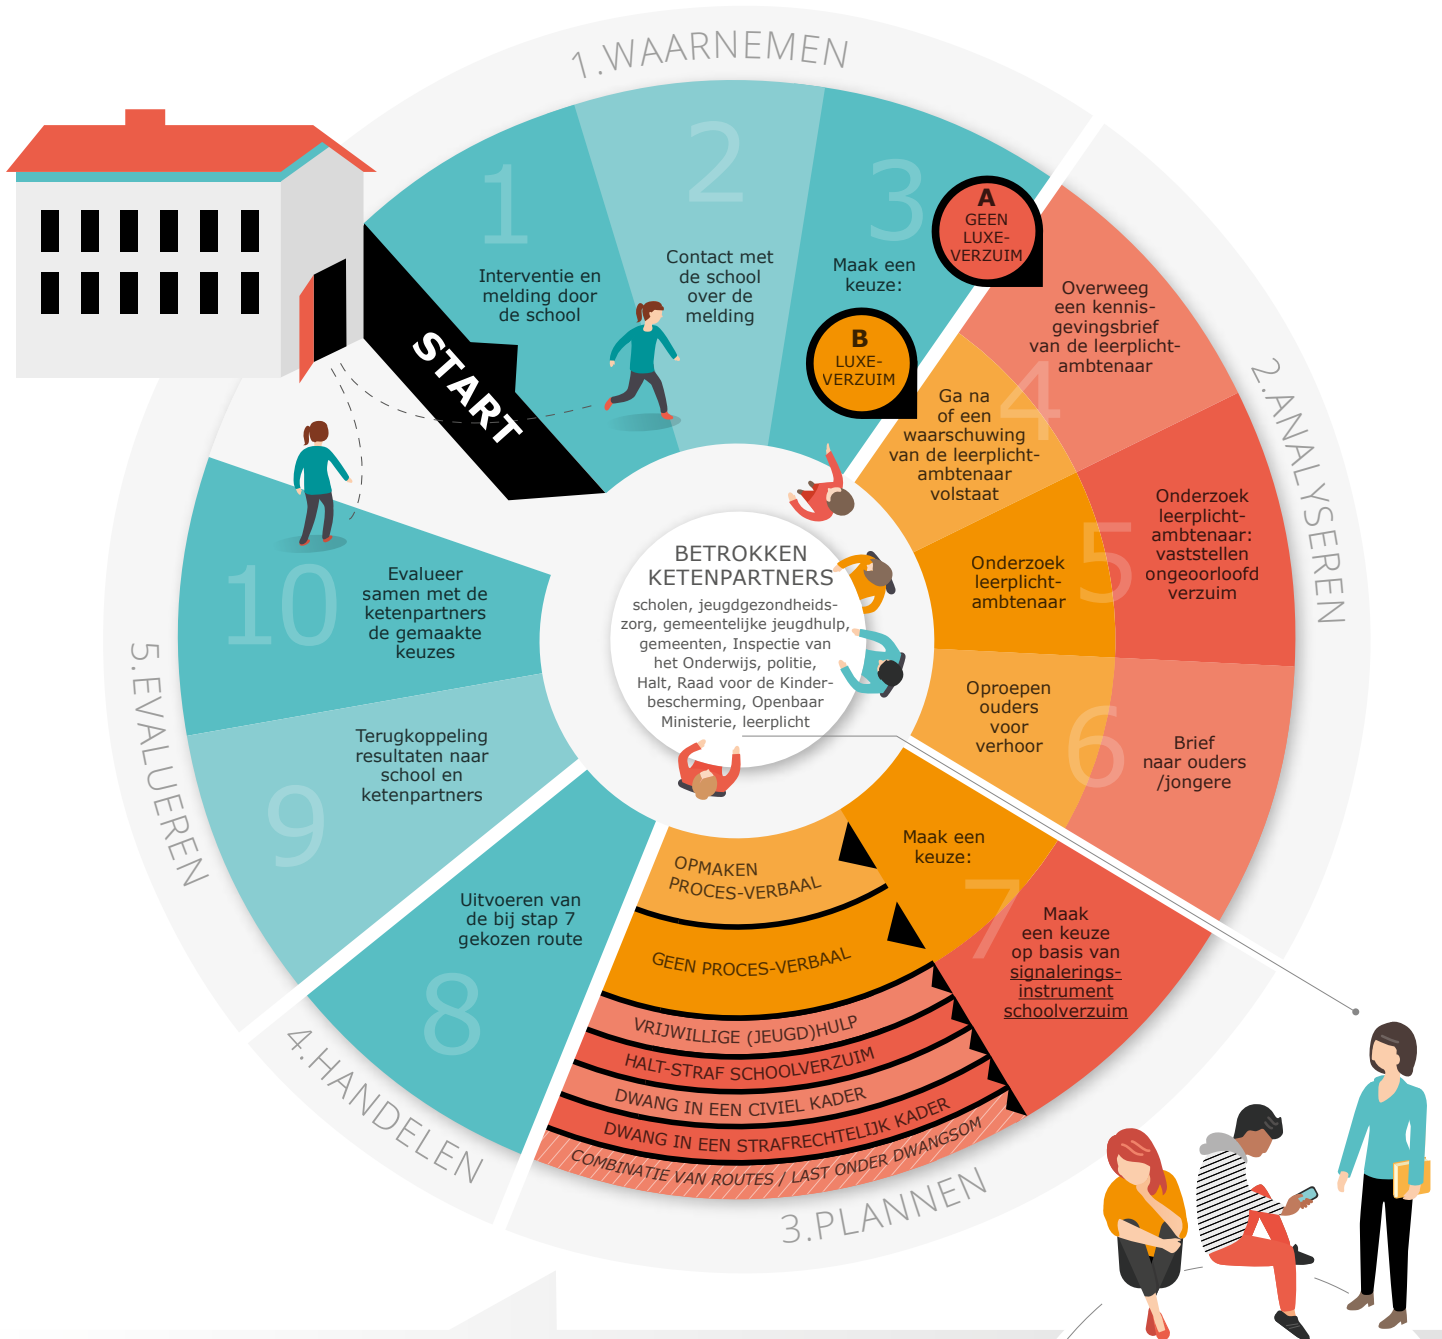 1.WAARNEMEN
START
1
Interventie en
melding door
de school
2
Contact met
de school
over de
melding
3
Maak een
keuze:
A
GEEN
LUXE-
VERZUIM
B
LUXE-
VERZUIM
2.ANALYSEREN
4
Overweeg
een kennis-
gevingsbrief
van de leerplicht-
ambtenaar
Ga na
of een
waarschuwing
van de leerplicht-
ambtenaar
volstaat
5
Onderzoek
leerplicht-
ambtenaar:
vaststellen
ongeoorloofd
verzuim
Onderzoek
leerplicht-
ambtenaar
6
Oproepen
ouders
voor
verhoor
Brief
naar ouders
/jongere
3.PLANNEN
7
Maak een
keuze:
Maak
een keuze
op basis van
signalerings-
instrument
schoolverzuim
OPMAKEN
PROCES-VERBAAL
GEEN PROCES-VERBAAL
VRIJWILLIGE (JEUGD)HULP
HALT-STRAF SCHOOLVERZUIM
DWANG IN EEN CIVIEL KADER
DWANG IN EEN STRAFRECHTELIJK KADER
COMBINATIE VAN ROUTES / LAST ONDER DWANGSOM
4.HANDELEN
8
Uitvoeren van
de bij stap 7
gekozen route
5.EVALUEREN
9
Terugkoppeling
resultaten naar
school en
ketenpartners
10
Evalueer
samen met de
ketenpartners
de gemaakte
keuzes
BETROKKEN
KETENPARTNERS
scholen, jeugdgezondheids-
zorg, gemeentelijke jeugdhulp,
gemeenten, Inspectie van
het Onderwijs, politie,
Halt, Raad voor de Kinder-
bescherming, Openbaar
Ministerie, leerplicht